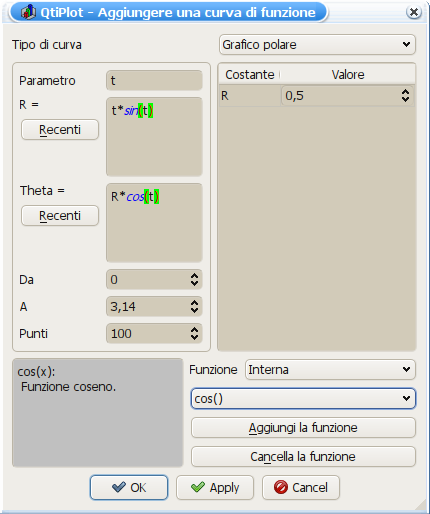 QtiPlot - Aggiungere una curva di funzione
Tipo di curva
Grafico polare
Parametro
t
R =
t*sin(t)
Recenti
Theta =
R*cos(t)
Recenti
Da
0
A
3,14
Punti
100
Costante
Valore
R
0,5
cos(x):
Funzione coseno.
Funzione
Interna
cos()
Aggiungi la funzione
Cancella la funzione
OK
Apply
Cancel